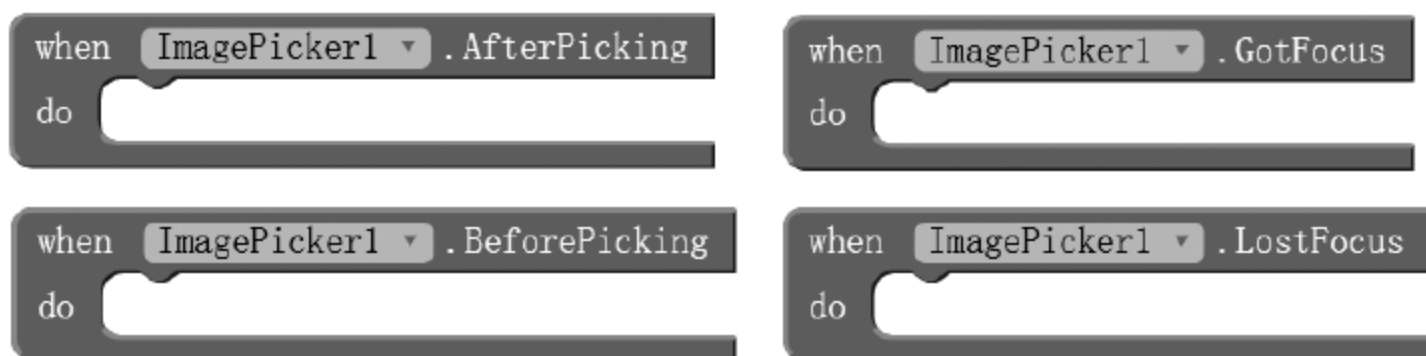 when ImagePicker1 .AfterPicking
do
when ImagePicker1 .GotFocus
do
when ImagePicker1 .BeforePicking
do
when ImagePicker1 .LostFocus
do